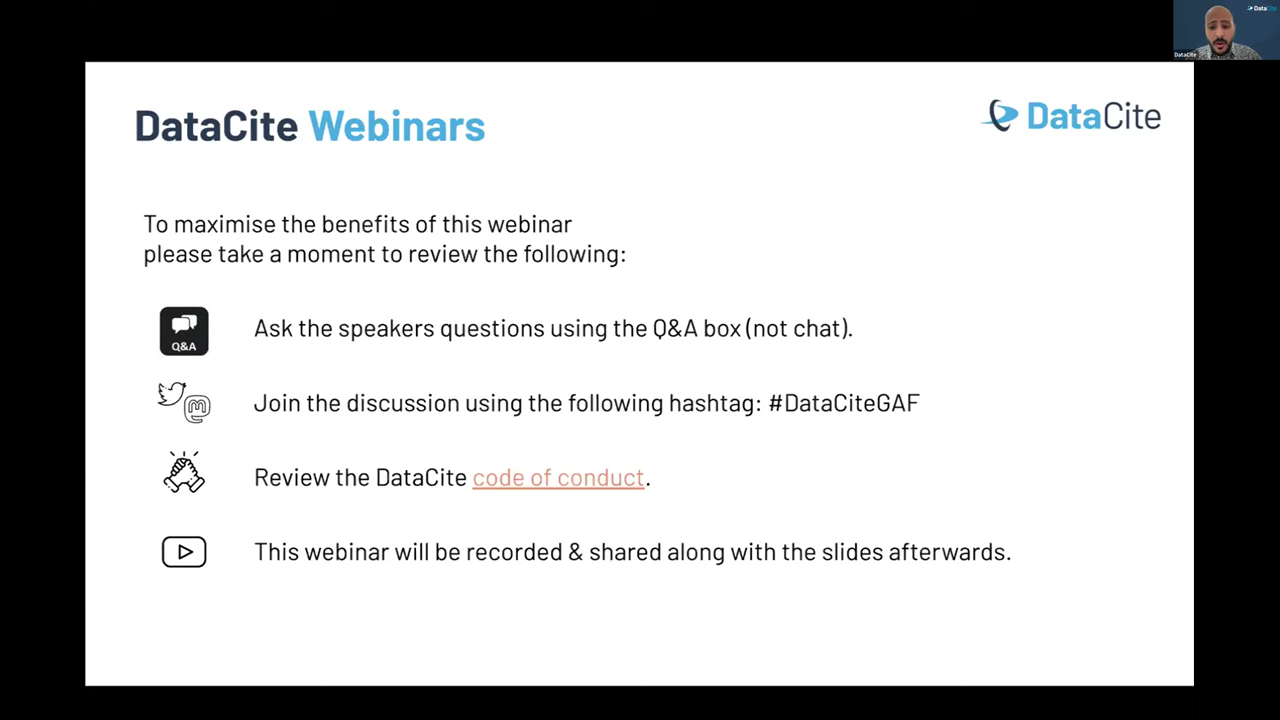 DataCite
DataCite
DataCite Webinars
DataCite
To maximise the benefits of this webinar
please take a moment to review the following:
Q&A
Ask the speakers questions using the Q&A box (not chat).
Join the discussion using the following hashtag: #DataCiteGAF
Review the DataCite code of conduct.
This webinar will be recorded & shared along with the slides afterwards.